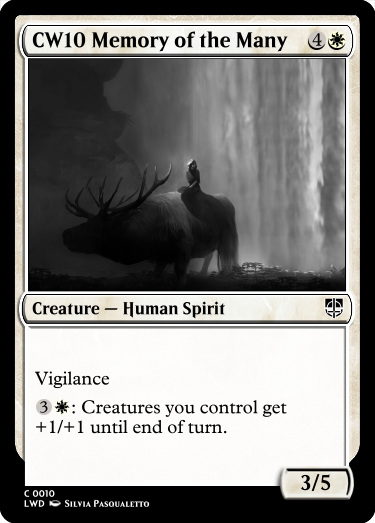 CW10 Memory of the Many 4
Creature — Human Spirit
Vigilance
3 : Creatures you control get
+1/+1 until end of turn.
3/5
C 0010
LWD Silvia Pasqualetto